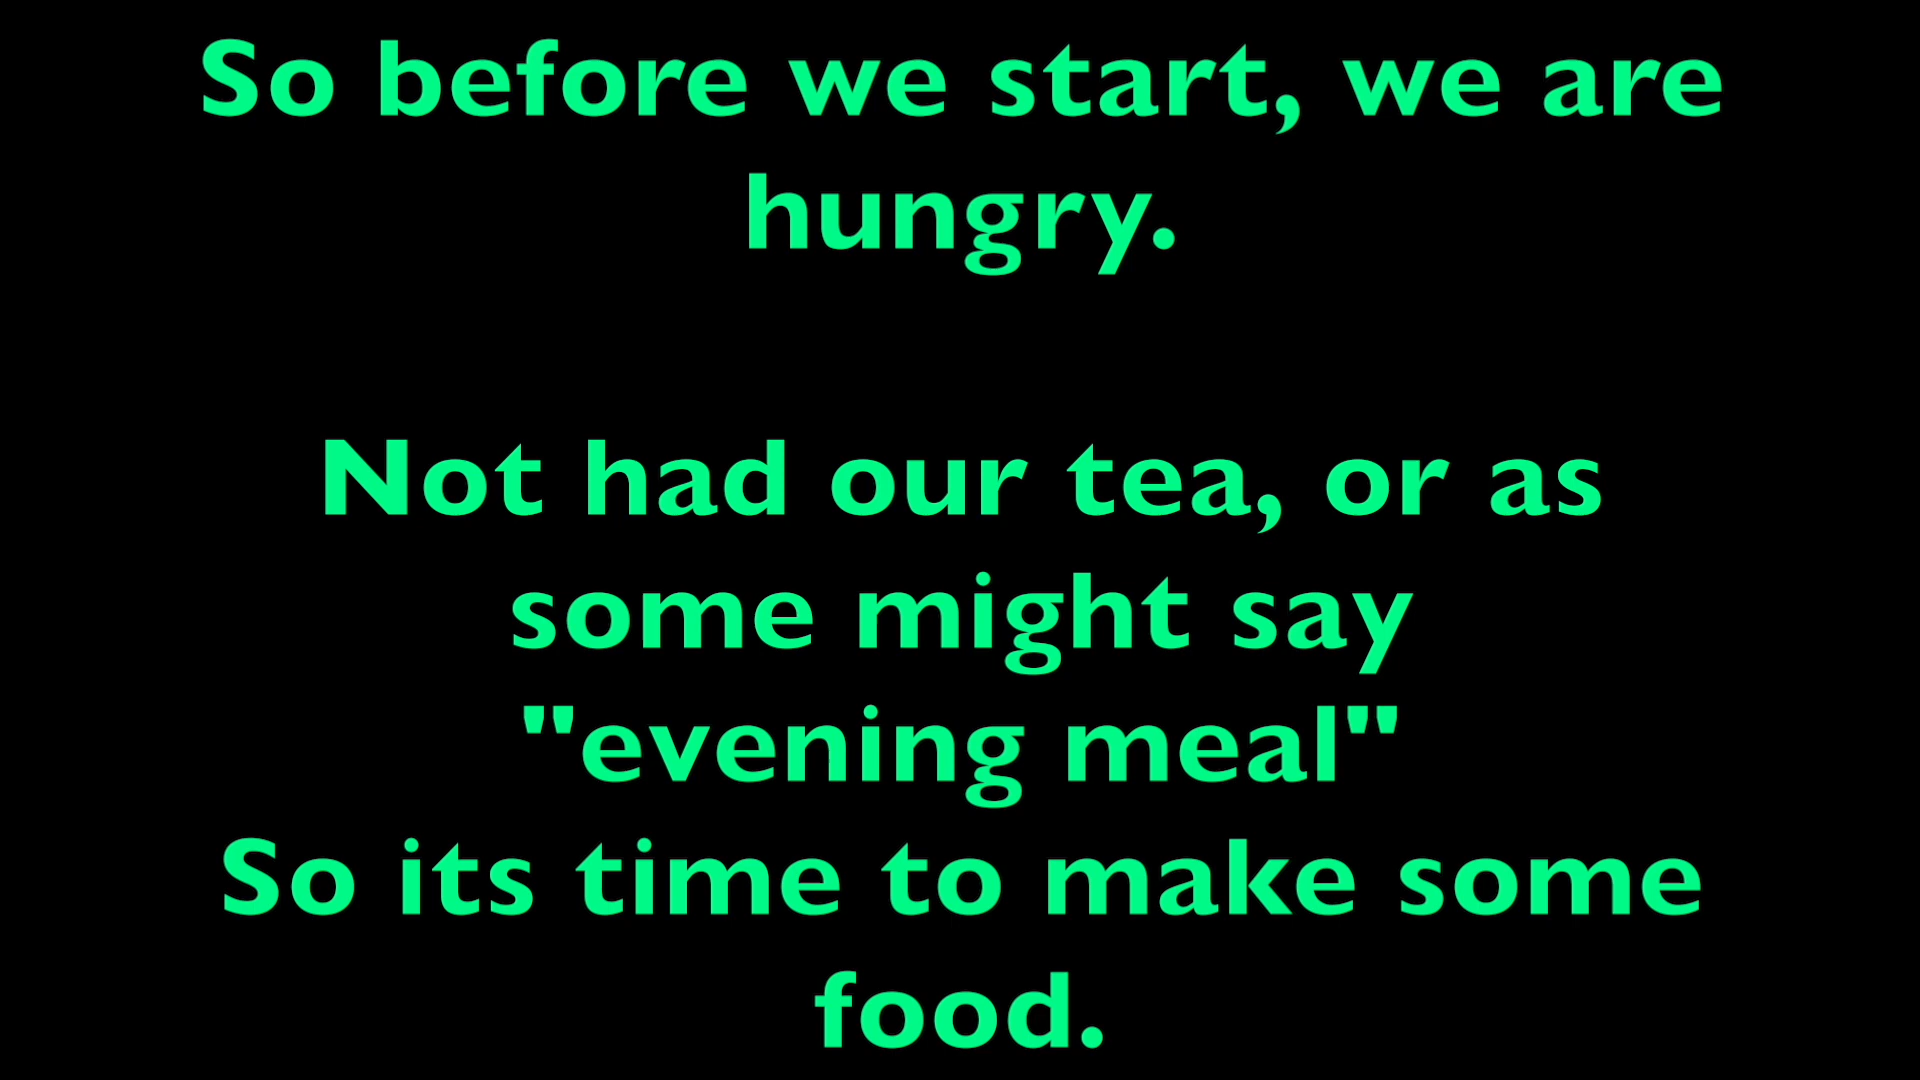 So before we start, we are
hungry.
Not had our tea, or as
some might say
"evening meal"
So its time to make some
food.